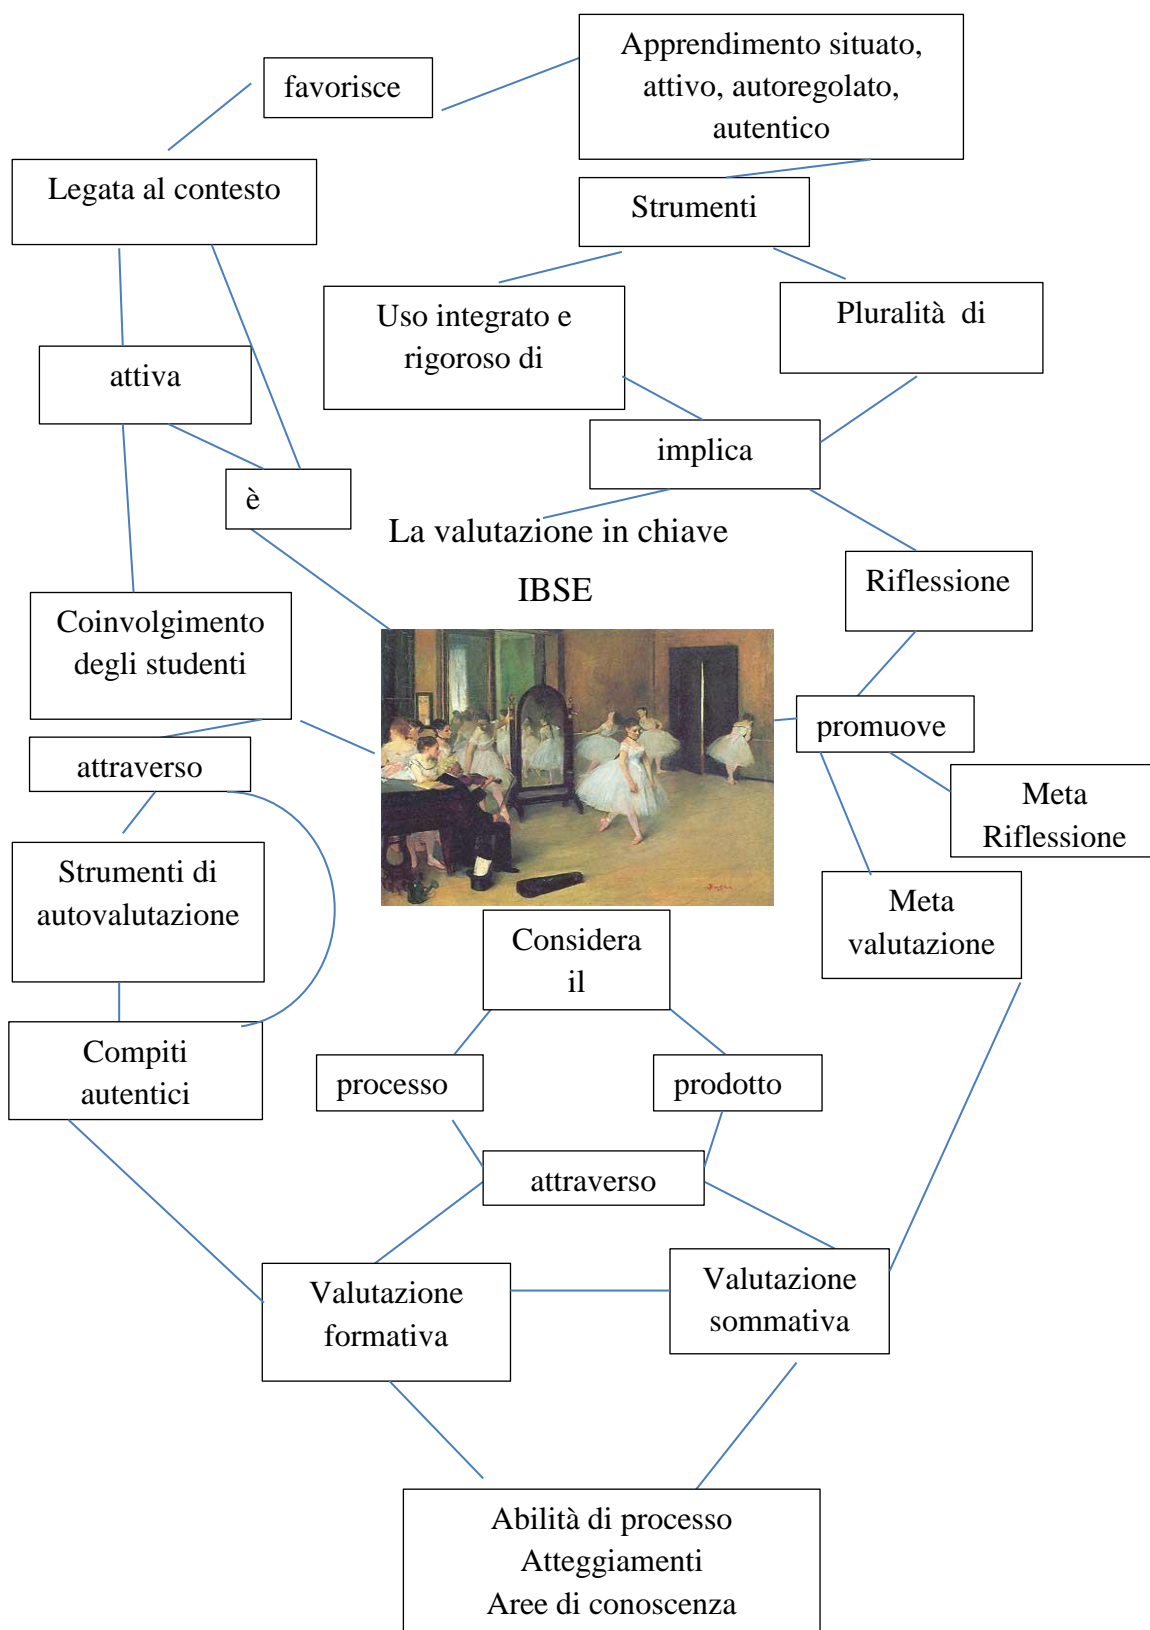 Apprendimento situato,
attivo, autoregolato,
autentico
favorisce
Legata al contesto
Strumenti
Uso integrato e
rigoroso di
Pluralità di
attiva
implica
è
La valutazione in chiave
IBSE
Riflessione
Coinvolgimento
degli studenti
promuove
attraverso
Meta
Riflessione
Strumenti di
autovalutazione
Meta
valutazione
Considera
il
Compiti
autentici
processo
prodotto
attraverso
Valutazione
formativa
Valutazione
sommativa
Abilità di processo
Atteggiamenti
Aree di conoscenza